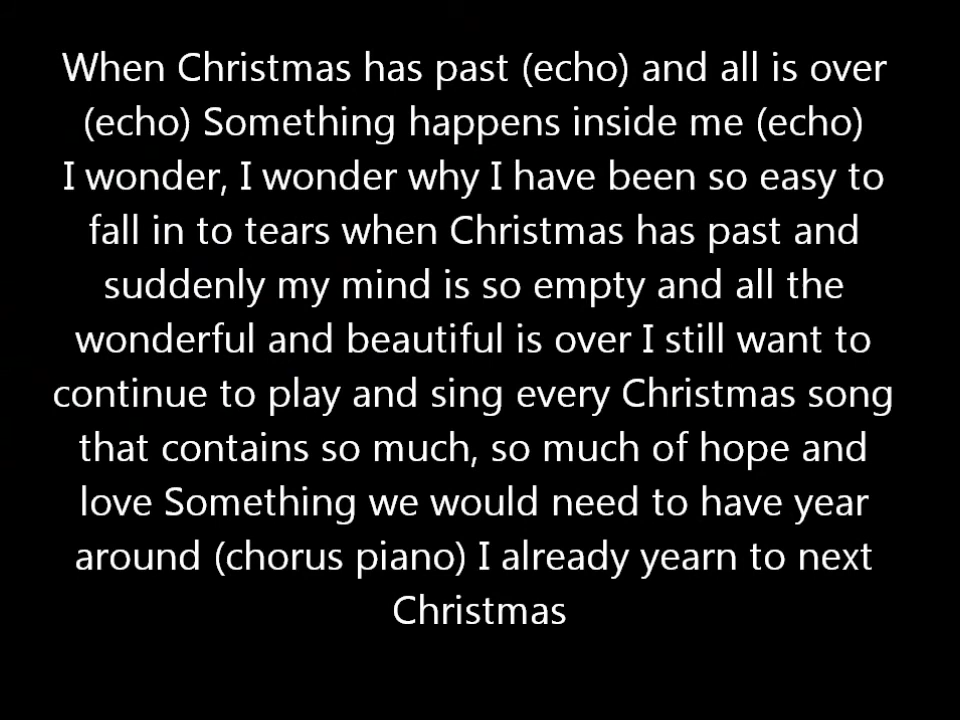 When Christmas has past (echo) and all is over
(echo) Something happens inside me (echo)
I wonder, I wonder why I have been so easy to
fall in to tears when Christmas has past and
suddenly my mind is so empty and all the
wonderful and beautiful is over I still want to
continue to play and sing every Christmas song
that contains so much, so much of hope and
love Something we would need to have year
around (chorus piano) I already yearn to next
Christmas